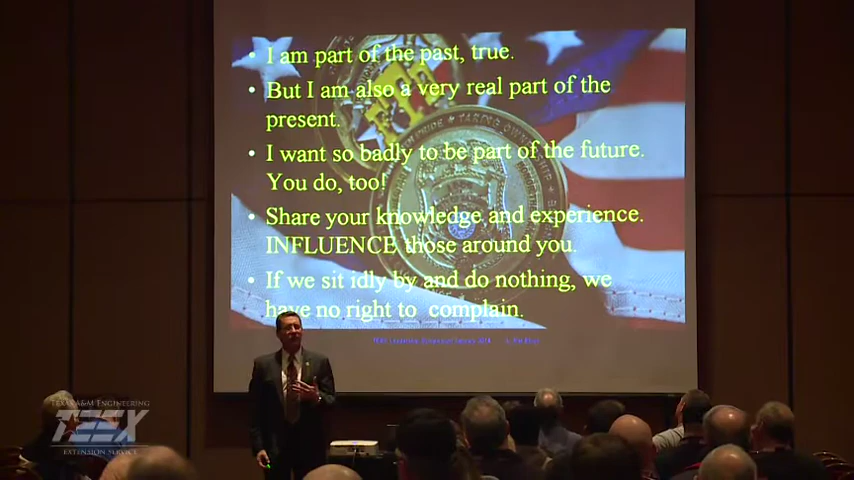 • I am part of the past, true.
• But I am also a very real part of the
present.
• I want so badly to be part of the future.
You do, too!
• Share your knowledge and experience.
INFLUENCE those around you.
• If we sit idly by and do nothing, we
have no right to complain.
TAKING OWNER
TEXAS A&M ENGINEERING
TEEX
EXTENSION SERVICE